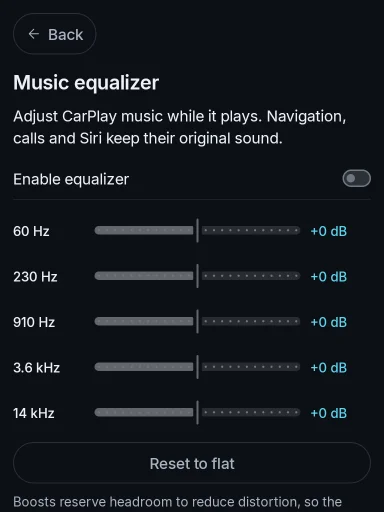 Back
Music equalizer
Adjust CarPlay music while it plays. Navigation,
calls and Siri keep their original sound.
Enable equalizer
60 Hz +0 dB
230 Hz +0 dB
910 Hz +0 dB
3.6 kHz +0 dB
14 kHz +0 dB
Reset to flat
Boosts reserve headroom to reduce distortion, so the